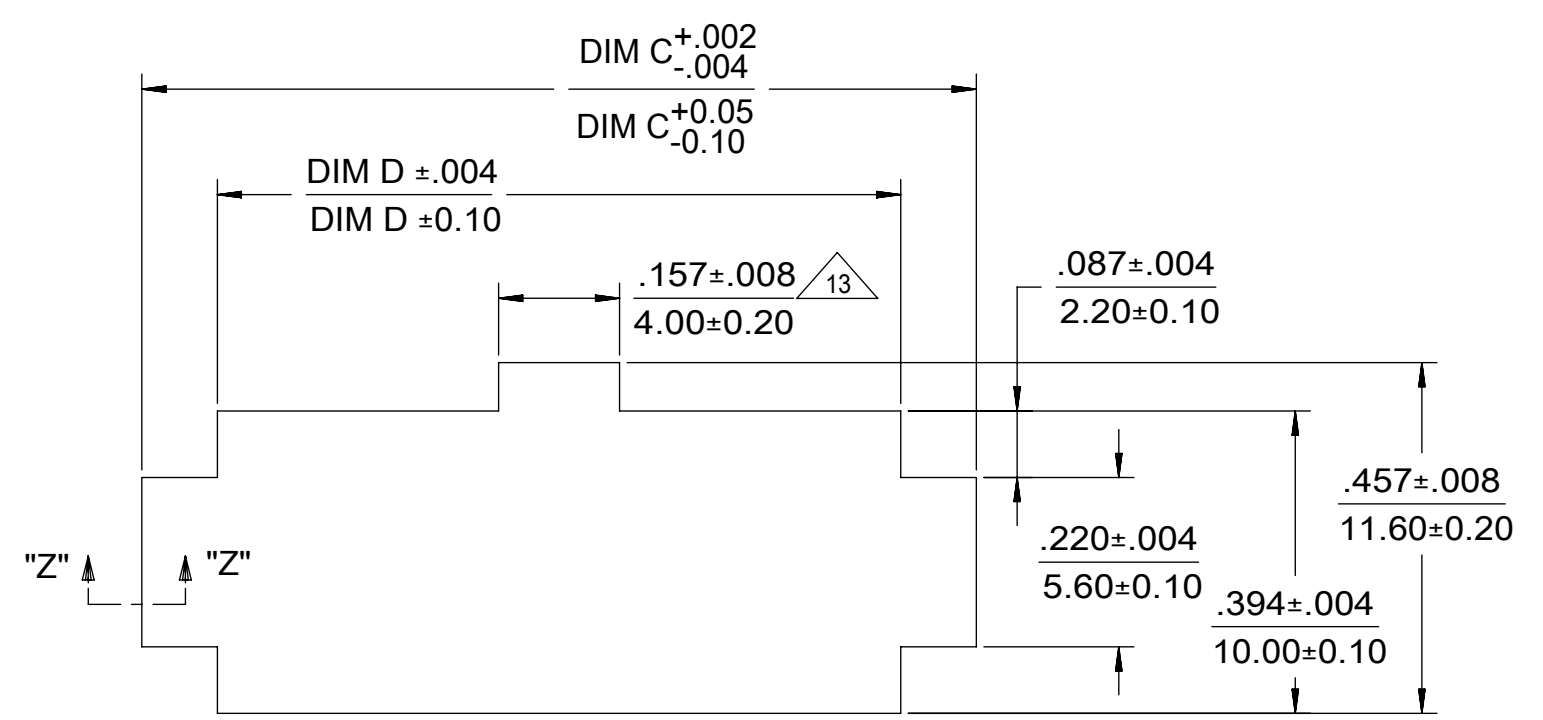 DIM C +.002
-.004
DIM C +0.05
-0.10
DIM D ±.004
DIM D ±0.10
.157±.008
13
4.00±0.20
.087±.004
2.20±0.10
.457±.008
11.60±0.20
.220±.004
5.60±0.10
"Z" "Z"
.394±.004
10.00±0.10